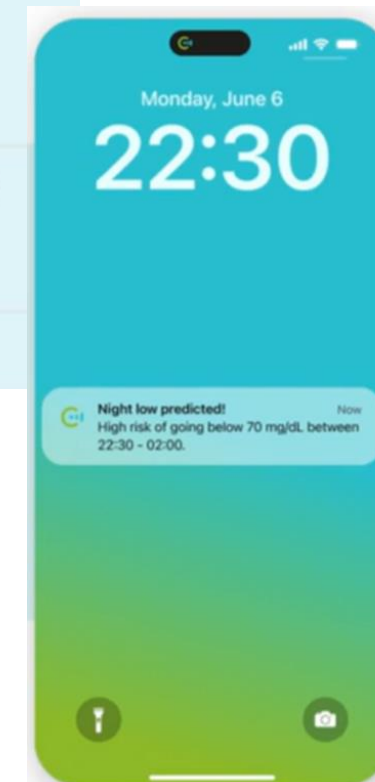 Monday, June 6
22:30
Night low predicted!
Now
High risk of going below 70 mg/dL between
22:30 - 02:00.